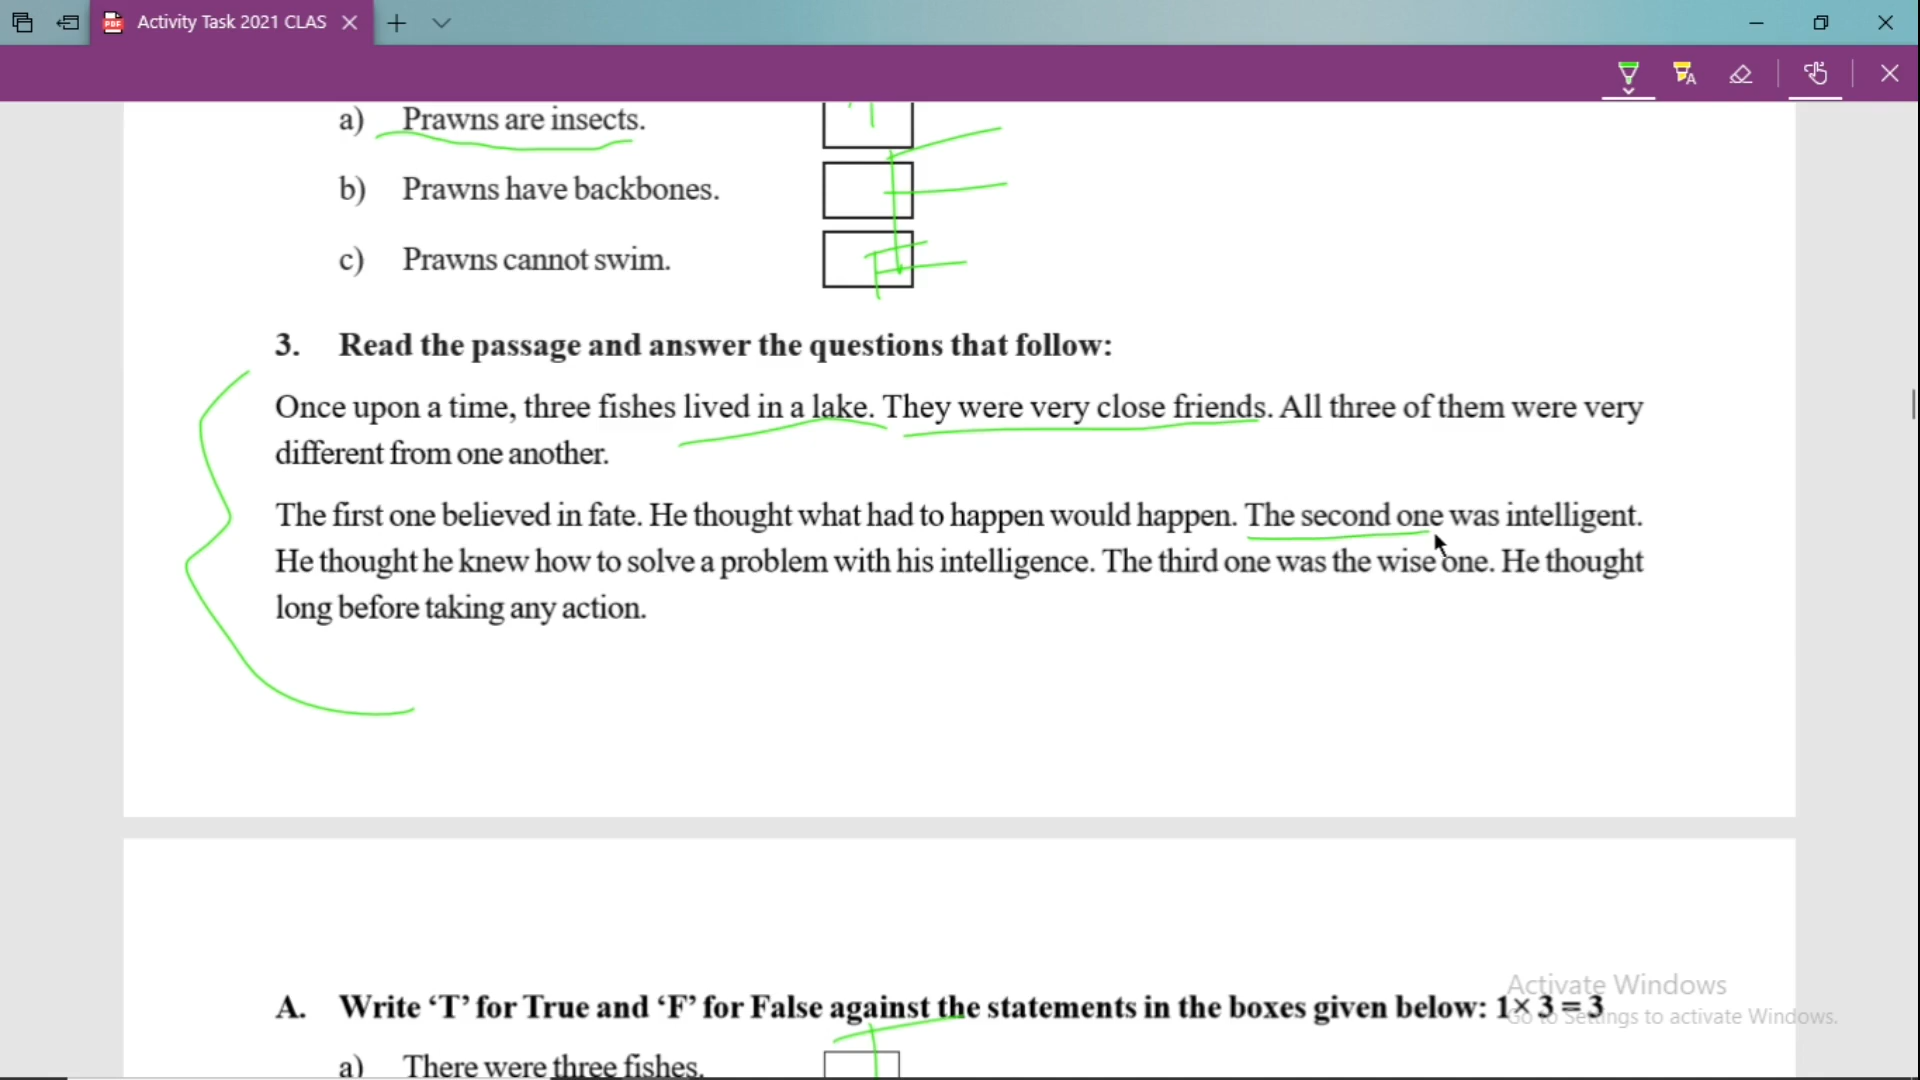 Activity Task 2021 CLAS
a) Prawns are insects. T
b) Prawns have backbones.
c) Prawns cannot swim. F
3. Read the passage and answer the questions that follow:
Once upon a time, three fishes lived in a lake. They were very close friends. All three of them were very
different from one another.
The first one believed in fate. He thought what had to happen would happen. The second one was intelligent.
He thought he knew how to solve a problem with his intelligence. The third one was the wise one. He thought
long before taking any action.
A. Write ‘T’ for True and ‘F’ for False against the statements in the boxes given below: 1× 3 = 3
Activate Windows
Go to Settings to activate Windows.
a) There were three fishes. T